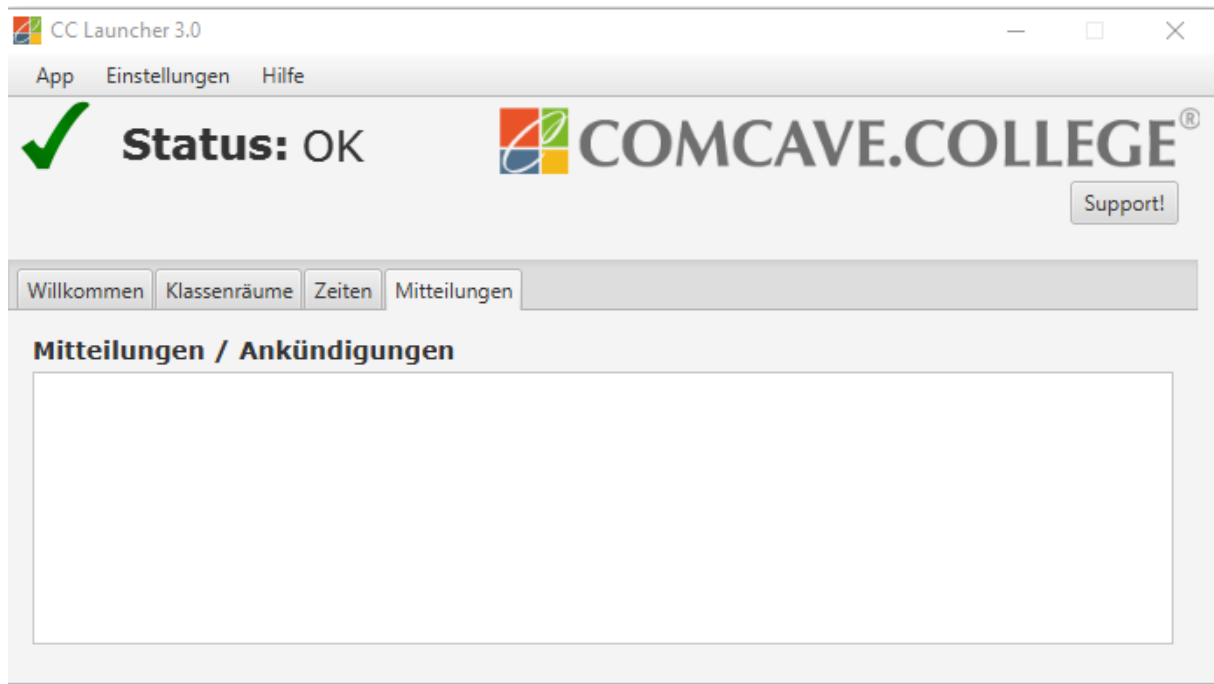 CC Launcher 3.0
App Einstellungen Hilfe
Status: OK
COMCAVE.COLLEGE®
Support!
Willkommen Klassenräume Zeiten Mitteilungen
Mitteilungen / Ankündigungen